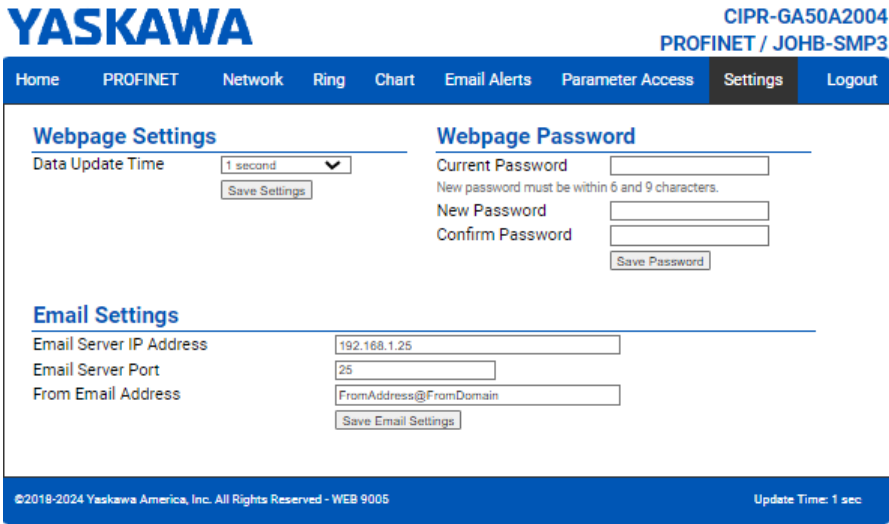 YASKAWA
CIPR-GA50A2004
PROFINET / JOHB-SMP3
Home PROFINET Network Ring Chart Email Alerts Parameter Access Settings Logout
Webpage Settings
Data Update Time 1 second
Save Settings
Webpage Password
Current Password
New password must be within 6 and 9 characters.
New Password
Confirm Password
Save Password
Email Settings
Email Server IP Address 192.168.1.25
Email Server Port 25
From Email Address FromAddress@FromDomain
Save Email Settings
©2018-2024 Yaskawa America, Inc. All Rights Reserved - WEB 9005 Update Time: 1 sec